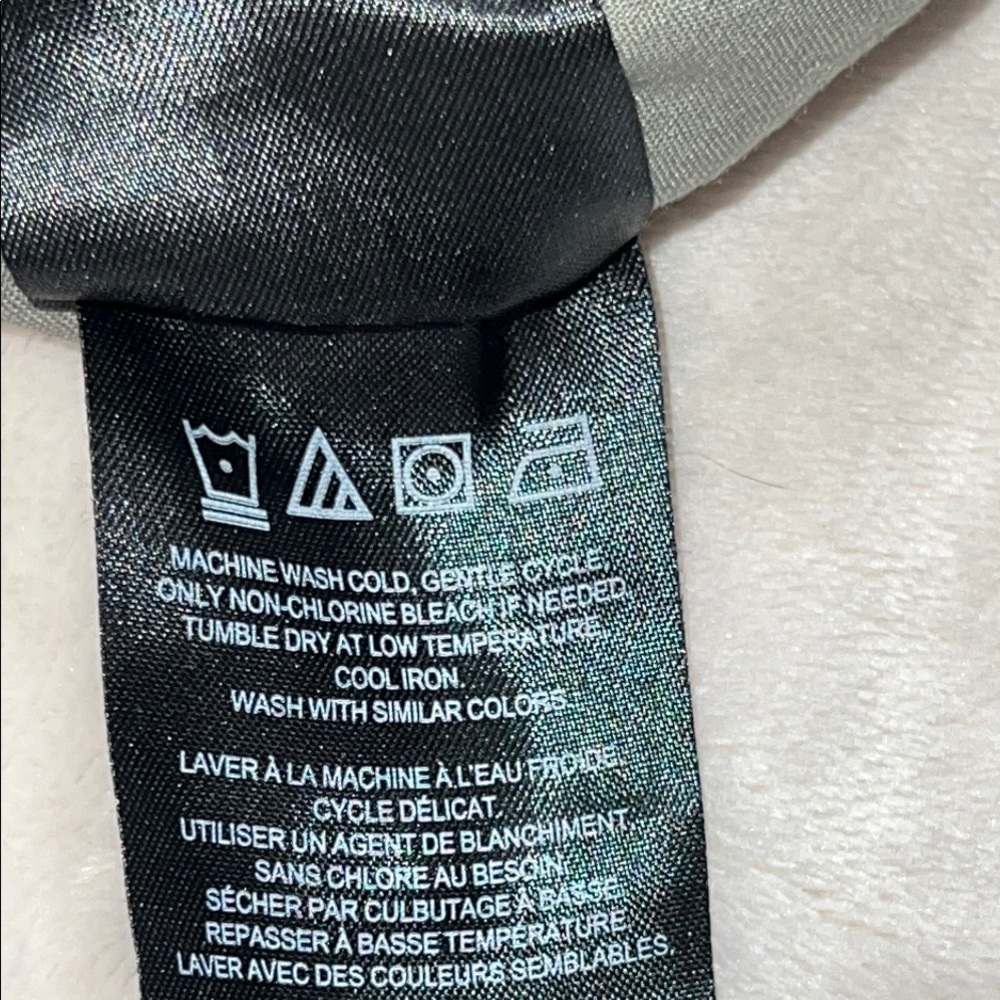 MACHINE WASH COLD, GENTLE CYCLE,
ONLY NON-CHLORINE BLEACH IF NEEDED,
TUMBLE DRY AT LOW TEMPERATURE,
COOL IRON.
WASH WITH SIMILAR COLORS.
LAVER À LA MACHINE À L'EAU FROIDE,
CYCLE DÉLICAT.
UTILISER UN AGENT DE BLANCHIMENT
SANS CHLORE AU BESOIN.
SÉCHER PAR CULBUTAGE À BASSE
REPASSER À BASSE TEMPÉRATURE.
LAVER AVEC DES COULEURS SEMBLABLES.